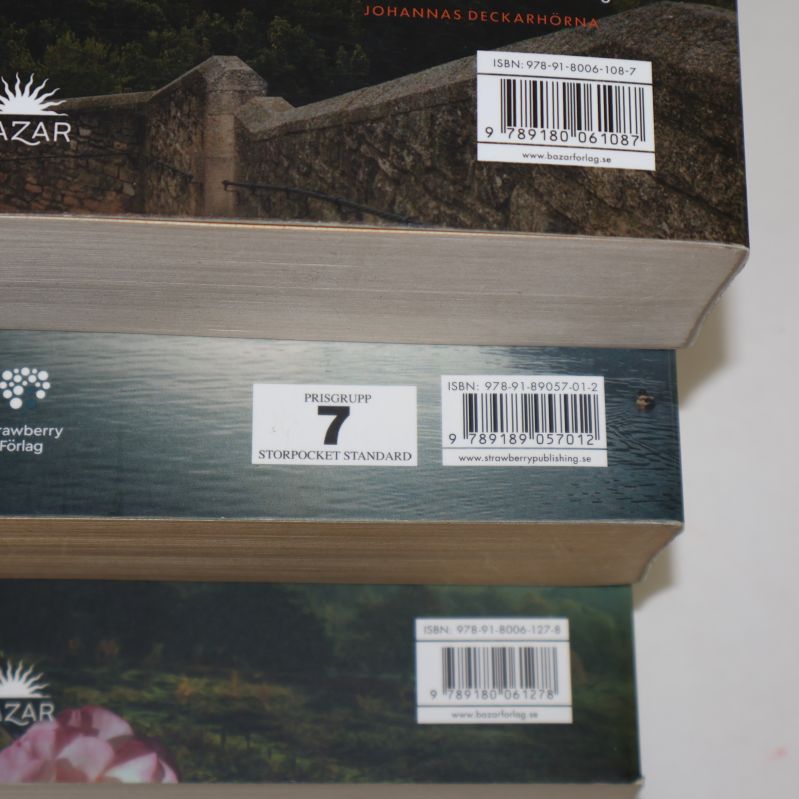 JOHANNAS DECKARHÖRNA
ISBN: 978-91-8006-108-7
9 789180 061087
www.bazarforlag.se
AZAR
PRISGRUPP
7
STORPOCKET STANDARD
ISBN: 978-91-89057-01-2
9 789189 057012
www.strawberrypublishing.se
rawberry
Förlag
ISBN: 978-91-8006-127-8
9 789180 061278
www.bazarforlag.se
AZAR